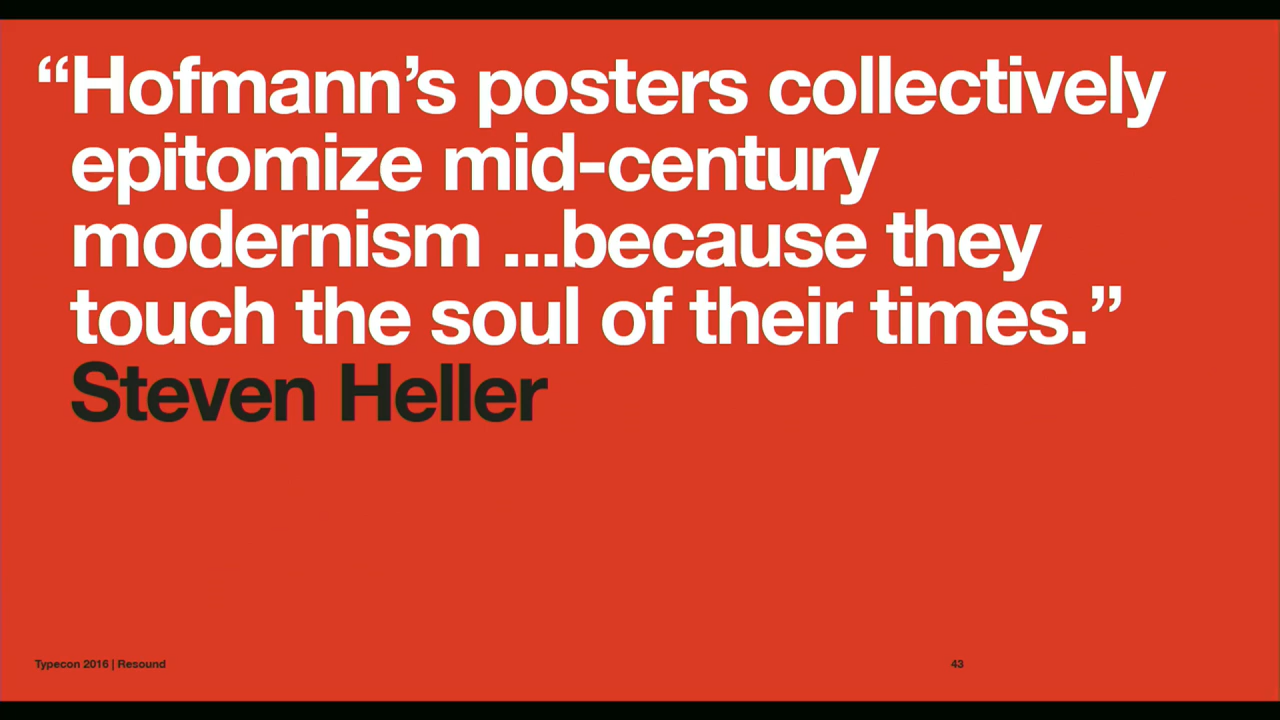 “Hofmann’s posters collectively
epitomize mid-century
modernism ...because they
touch the soul of their times.”
Steven Heller
Typecon 2016 | Resound
43